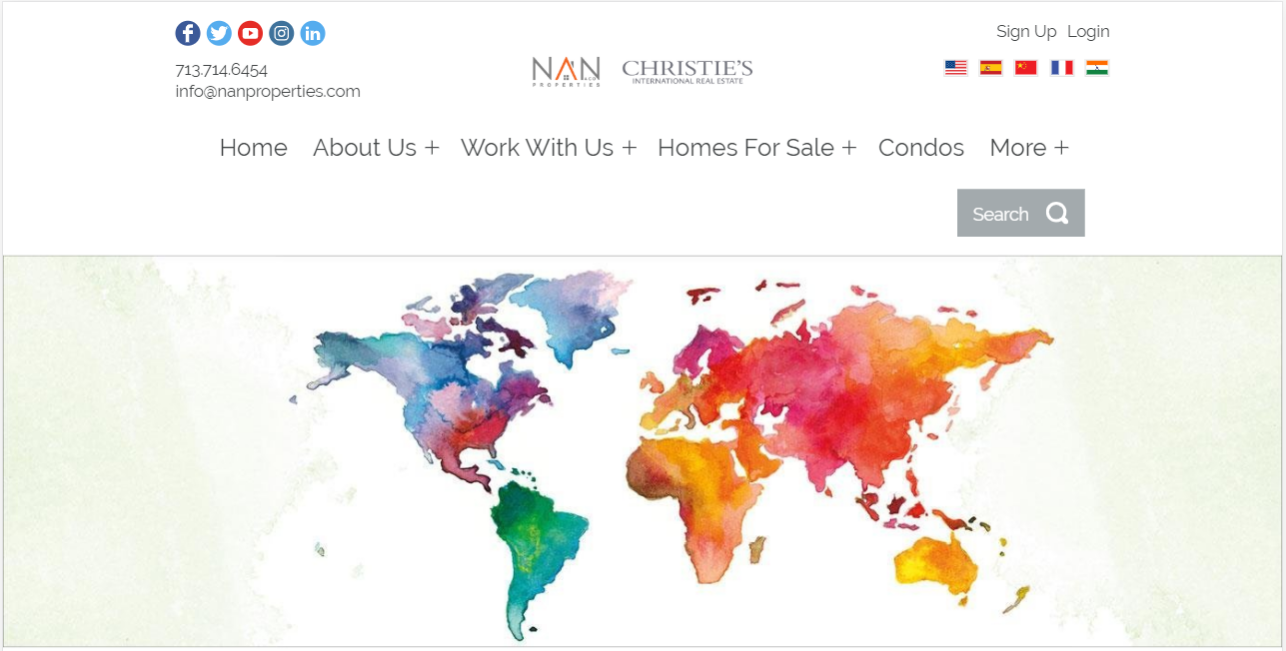 Sign Up Login
713.714.6454
info@nanproperties.com
NAN
PROPERTIES
CHRISTIE'S
INTERNATIONAL REAL ESTATE
Home About Us + Work With Us + Homes For Sale + Condos More +
Search